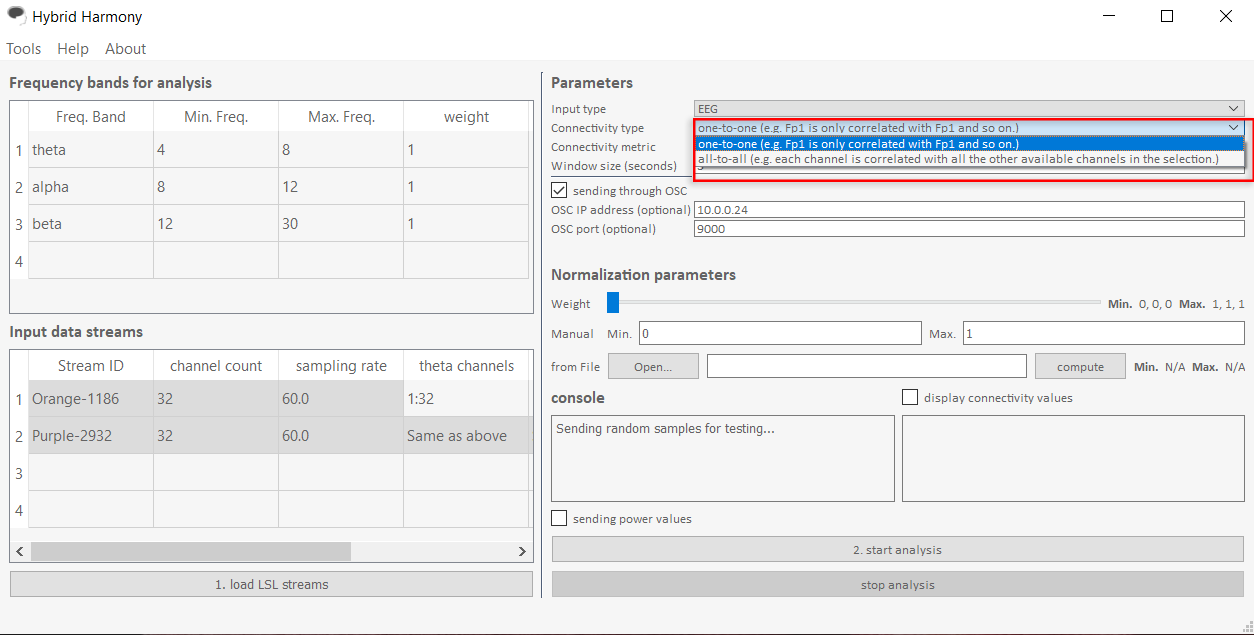 Hybrid Harmony
Tools Help About
Frequency bands for analysis
Freq. Band Min. Freq. Max. Freq. weight
1 theta 4 8 1
2 alpha 8 12 1
3 beta 12 30 1
4
Input data streams
Stream ID channel count sampling rate theta channels
1 Orange-1186 32 60.0 1:32
2 Purple-2932 32 60.0 Same as above
3
4
1. load LSL streams
Parameters
Input type EEG
Connectivity type one-to-one (e.g. Fp1 is only correlated with Fp1 and so on.)
Connectivity metric one-to-one (e.g. Fp1 is only correlated with Fp1 and so on.)
all-to-all (e.g. each channel is correlated with all the other available channels in the selection.)
Window size (seconds)
sending through OSC
OSC IP address (optional) 10.0.0.24
OSC port (optional) 9000
Normalization parameters
Weight Min. 0, 0, 0 Max. 1, 1, 1
Manual Min. 0 Max. 1
from File Open... compute Min. N/A Max. N/A
console display connectivity values
Sending random samples for testing...
sending power values
2. start analysis
stop analysis